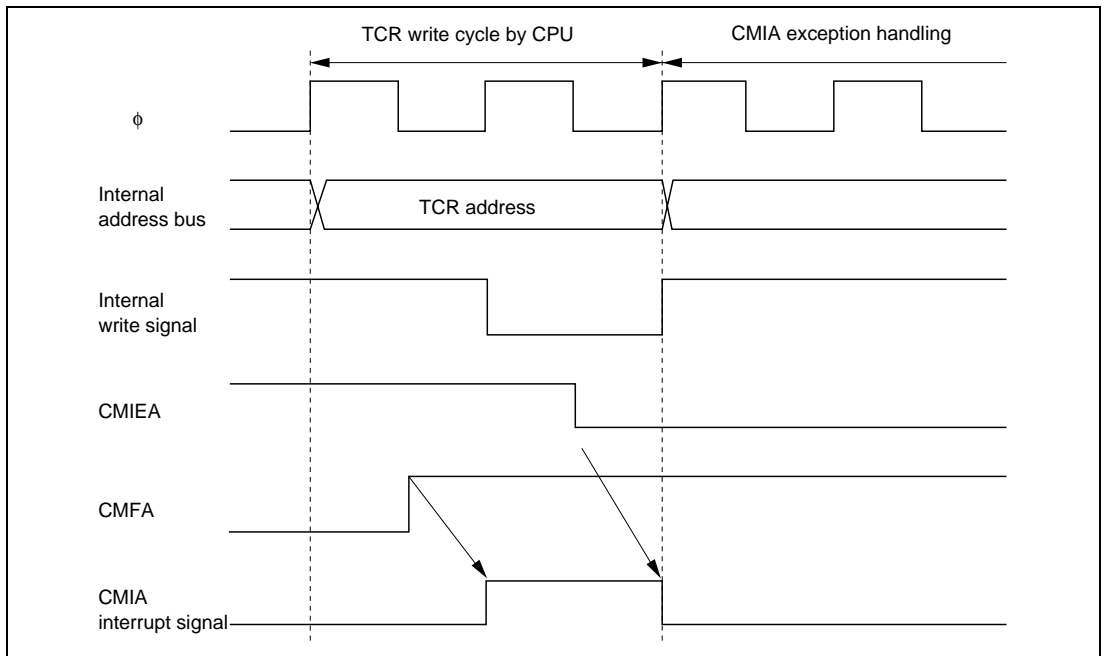 TCR write cycle by CPU
CMIA exception handling
φ
Internal
address bus
TCR address
Internal
write signal
CMIEA
CMFA
CMIA
interrupt signal